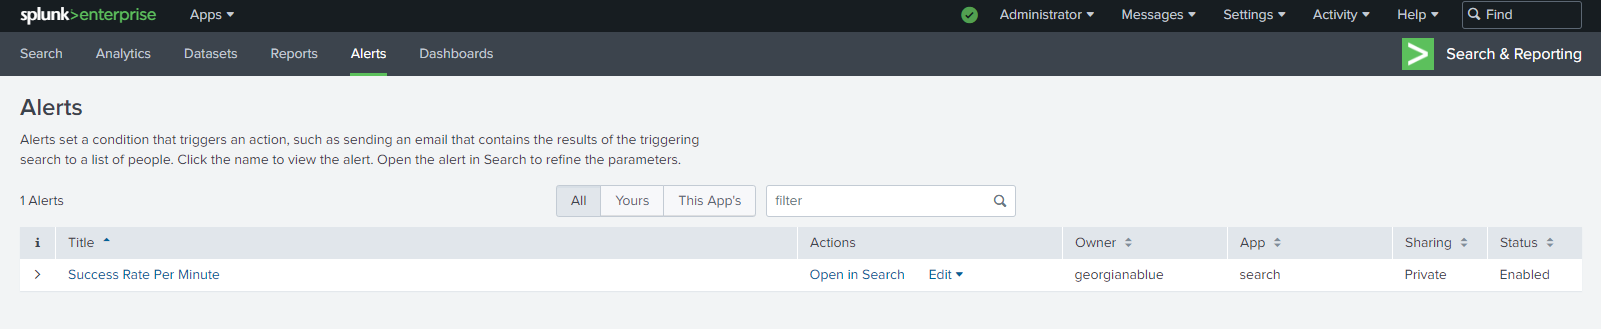 splunk>enterprise Apps Administrator Messages Settings Activity Help Find
Search Analytics Datasets Reports Alerts Dashboards Search & Reporting
Alerts
Alerts set a condition that triggers an action, such as sending an email that contains the results of the triggering
search to a list of people. Click the name to view the alert. Open the alert in Search to refine the parameters.
1 Alerts All Yours This App's filter
i Title Actions Owner App Sharing Status
Success Rate Per Minute Open in Search Edit georgianablue search Private Enabled